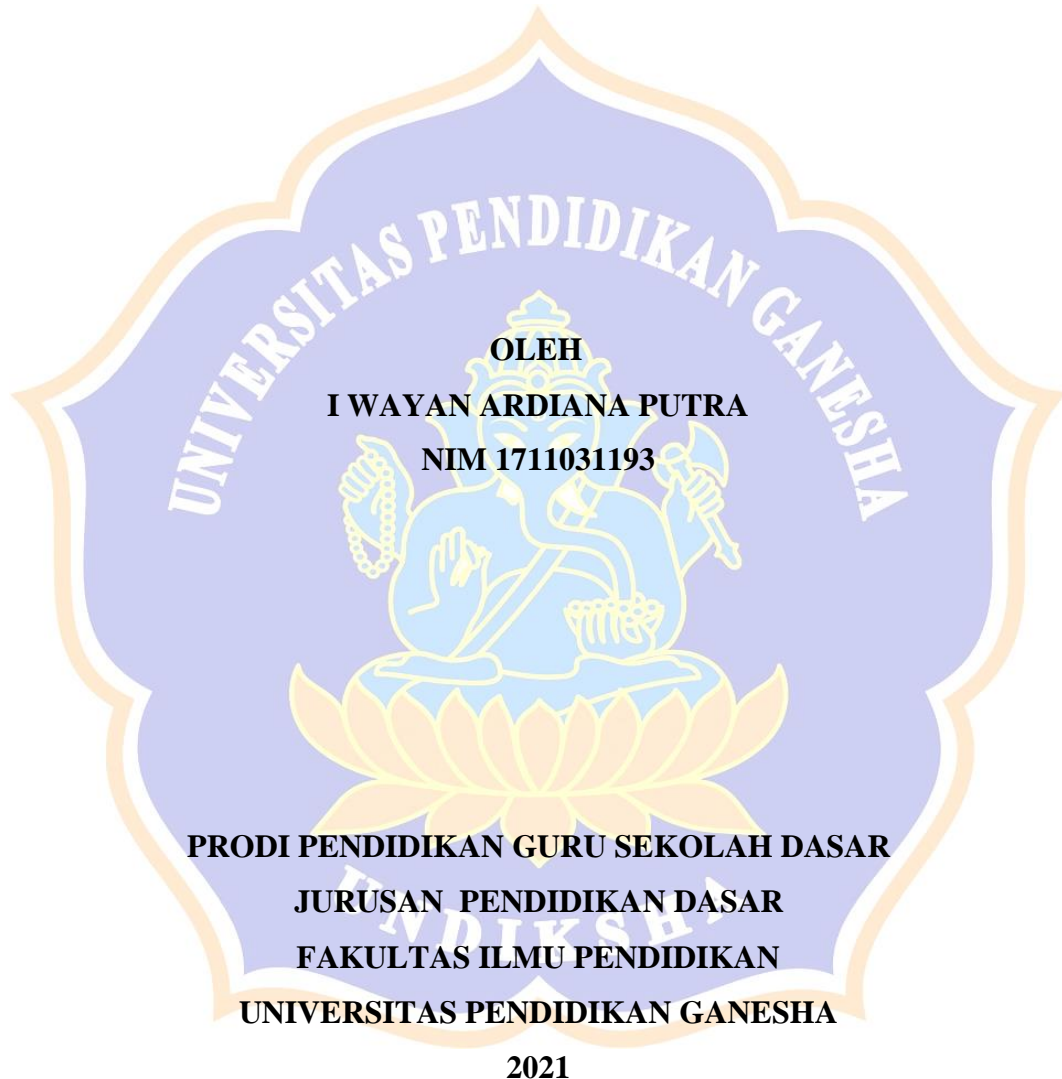 UNIVERSITAS PENDIDIKAN GANESHA
OLEH
I WAYAN ARDIANA PUTRA
NIM 1711031193
PRODI PENDIDIKAN GURU SEKOLAH DASAR
JURUSAN PENDIDIKAN DASAR
UNDIKSHA
FAKULTAS ILMU PENDIDIKAN
UNIVERSITAS PENDIDIKAN GANESHA
2021